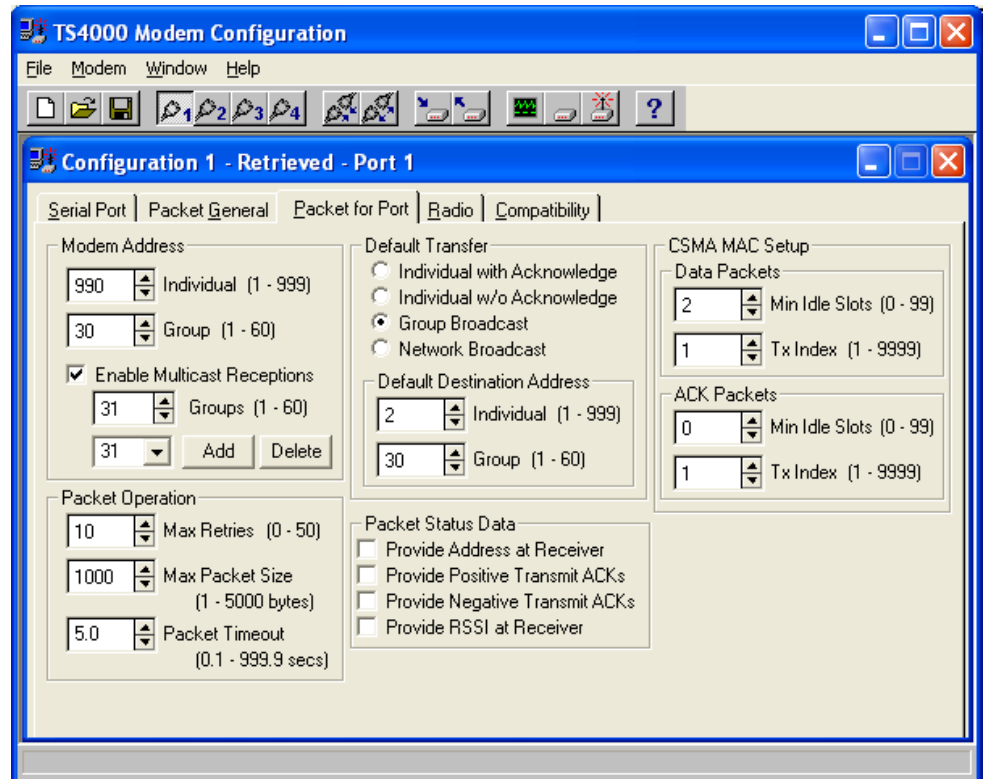 TS4000 Modem Configuration
File Modem Window Help
1 2 3 4 ?
Configuration 1 - Retrieved - Port 1
Serial Port Packet General Packet for Port Radio Compatibility
Modem Address
990 Individual (1 - 999)
30 Group (1 - 60)
Enable Multicast Receptions
31 Groups (1 - 60)
31 Add Delete
Packet Operation
10 Max Retries (0 - 50)
1000 Max Packet Size
(1 - 5000 bytes)
5.0 Packet Timeout
(0.1 - 999.9 secs)
Default Transfer
Individual with Acknowledge
Individual w/o Acknowledge
Group Broadcast
Network Broadcast
Default Destination Address
2 Individual (1 - 999)
30 Group (1 - 60)
Packet Status Data
Provide Address at Receiver
Provide Positive Transmit ACKs
Provide Negative Transmit ACKs
Provide RSSI at Receiver
CSMA MAC Setup
Data Packets
2 Min Idle Slots (0 - 99)
1 Tx Index (1 - 9999)
ACK Packets
0 Min Idle Slots (0 - 99)
1 Tx Index (1 - 9999)